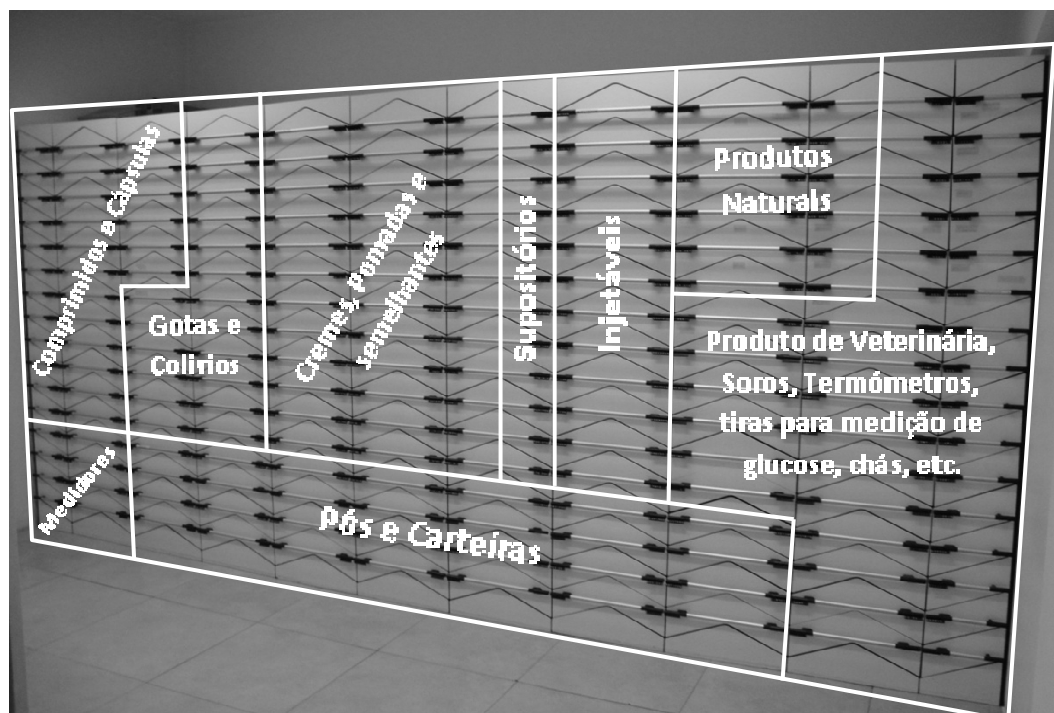 Comprimidos e Cápsulas
Gotas e
Colirios
Cremes, Pomadas e
semelhantes
Supositórios
Injetáveis
Produtos
Naturais
Produto de Veterinária,
Soros, Termómetros,
tiras para medição de
glucose, chás, etc.
Medidores
Pós e Carteiras